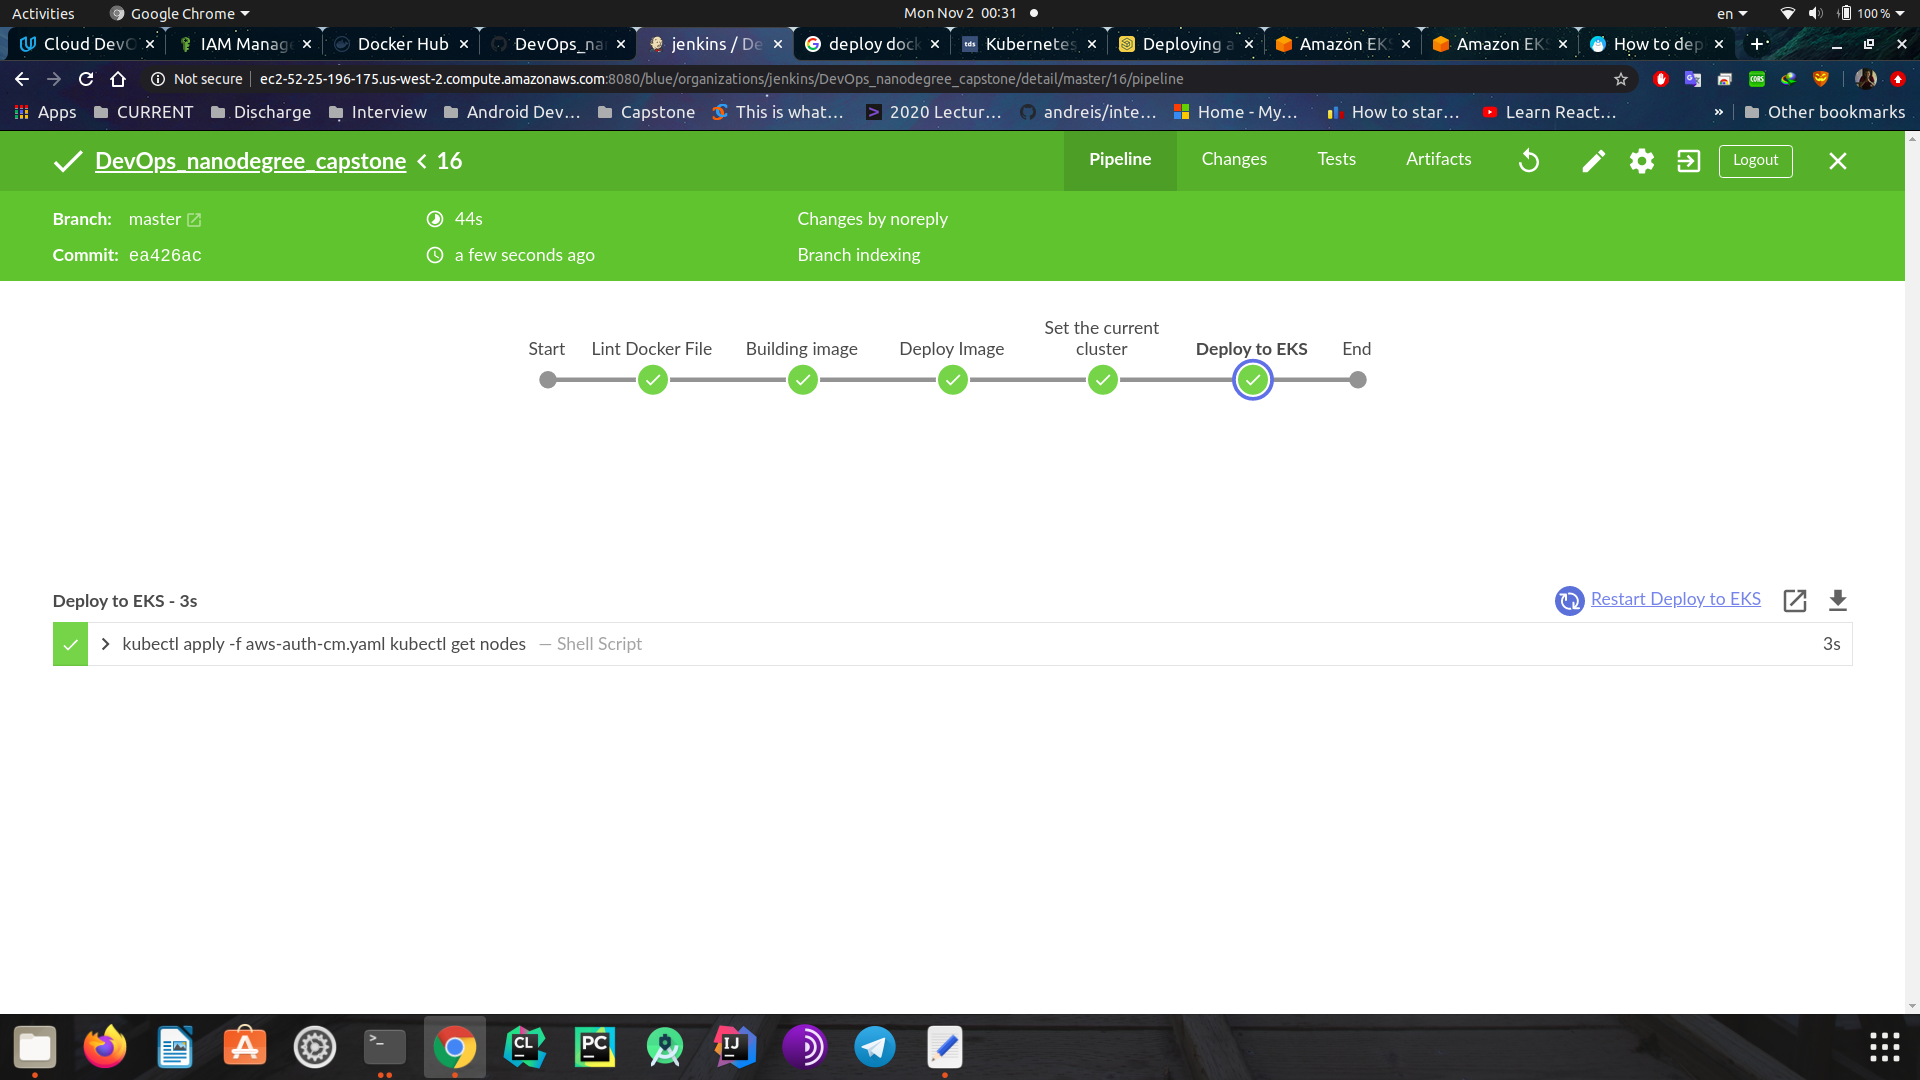 Activities
Google Chrome
Mon Nov 2 00:31
en
100 %
Cloud DevO
IAM Manage
Docker Hub
DevOps_na
jenkins / De
deploy dock
Kubernetes
Deploying a
Amazon EKS
Amazon EKS
How to dep
Not secure
ec2-52-25-196-175.us-west-2.compute.amazonaws.com:8080/blue/organizations/jenkins/DevOps_nanodegree_capstone/detail/master/16/pipeline
Apps
CURRENT
Discharge
Interview
Android Dev...
Capstone
This is what...
2020 Lectur...
andreis/inte...
Home - My...
How to star...
Learn React...
»
Other bookmarks
DevOps_nanodegree_capstone < 16
Pipeline
Changes
Tests
Artifacts
Logout
Branch: master
44s
Changes by noreply
Commit: ea426ac
a few seconds ago
Branch indexing
Start
Lint Docker File
Building image
Deploy Image
Set the current
cluster
Deploy to EKS
End
Deploy to EKS - 3s
Restart Deploy to EKS
kubectl apply -f aws-auth-cm.yaml kubectl get nodes — Shell Script
3s
CL
PC
IJ